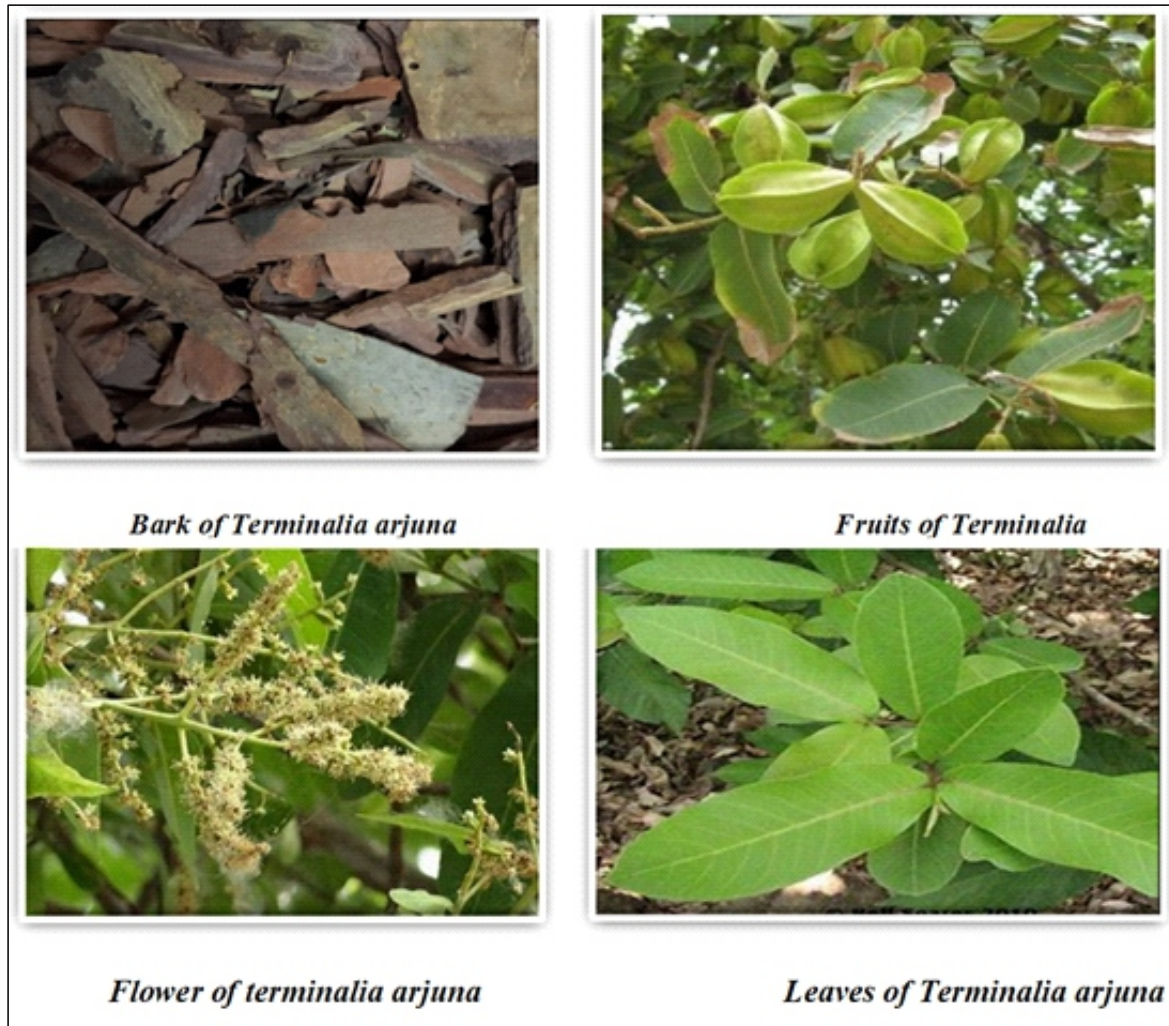 Bark of Terminalia arjuna
Fruits of Terminalia
Flower of terminalia arjuna
Leaves of Terminalia arjuna